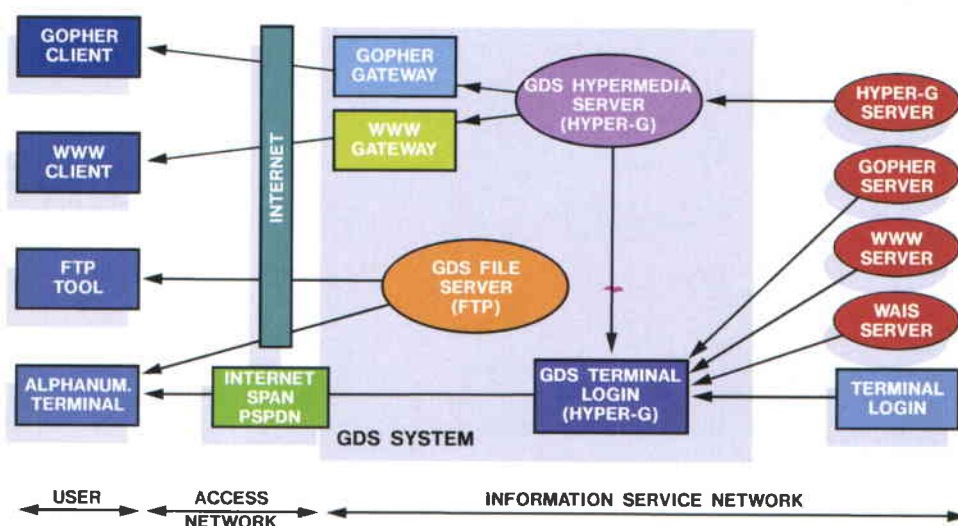 GOPHER
CLIENT
GOPHER
GATEWAY
GDS HYPERMEDIA
SERVER
(HYPER-G)
HYPER-G
SERVER
WWW
CLIENT
INTERNET
WWW
GATEWAY
GOPHER
SERVER
WWW
SERVER
FTP
TOOL
GDS FILE
SERVER
(FTP)
WAIS
SERVER
ALPHANUM.
TERMINAL
INTERNET
SPAN
PSPDN
GDS TERMINAL
LOGIN
(HYPER-G)
TERMINAL
LOGIN
GDS SYSTEM
USER
ACCESS
NETWORK
INFORMATION SERVICE NETWORK